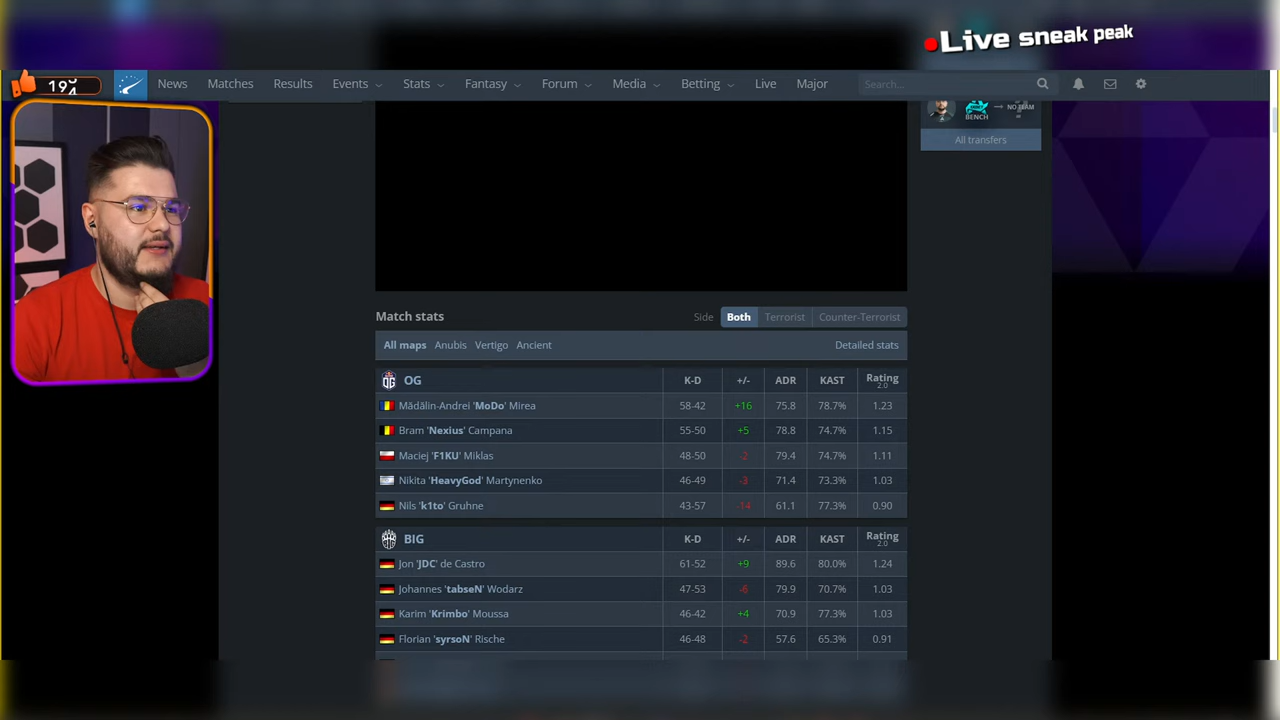 Live sneak peak
News Matches Results Events Stats Fantasy Forum Media Betting Live Major Search...
BENCH NO TEAM
All transfers
Match stats Side Both Terrorist Counter-Terrorist
All maps Anubis Vertigo Ancient Detailed stats
OG K-D +/- ADR KAST Rating 2.0
Mădălin-Andrei 'MoDo' Mirea 58-42 +16 75.8 78.7% 1.23
Bram 'Nexius' Campana 55-50 +5 78.8 74.7% 1.15
Maciej 'F1KU' Miklas 48-50 -2 79.4 74.7% 1.11
Nikita 'HeavyGod' Martynenko 46-49 -3 71.4 73.3% 1.03
Nils 'k1to' Gruhne 43-57 -14 61.1 77.3% 0.90
BIG K-D +/- ADR KAST Rating 2.0
Jon 'JDC' de Castro 61-52 +9 89.6 80.0% 1.24
Johannes 'tabseN' Wodarz 47-53 -6 79.9 70.7% 1.03
Karim 'Krimbo' Moussa 46-42 +4 70.9 77.3% 1.03
Florian 'syrsoN' Rische 46-48 -2 57.6 65.3% 0.91